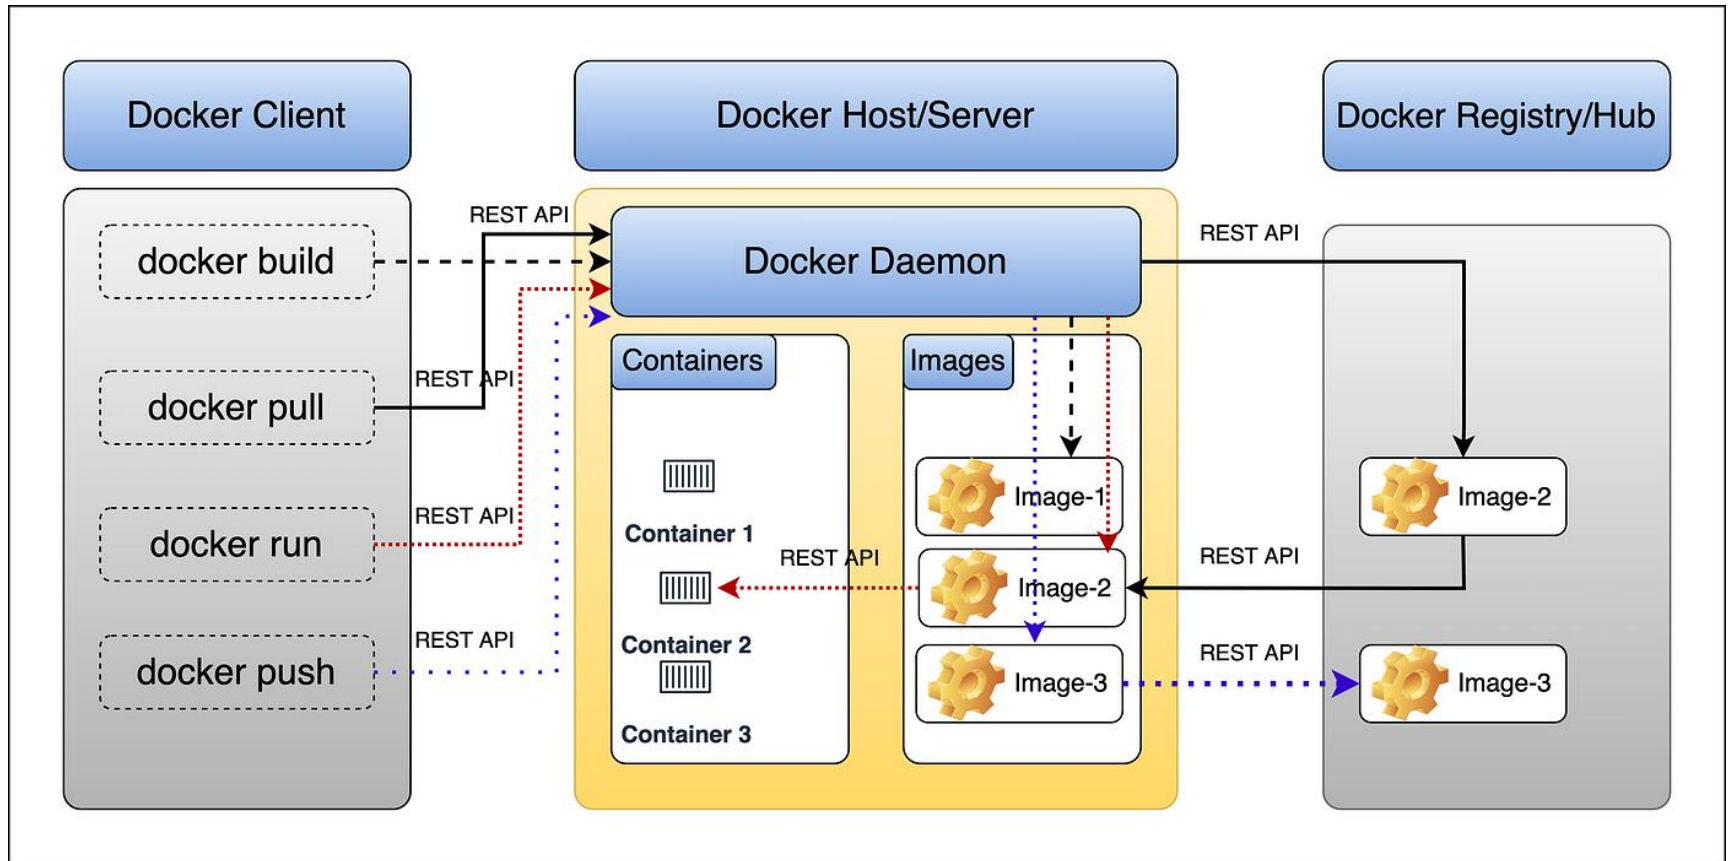 Docker Client
Docker Host/Server
Docker Registry/Hub
REST API
docker build
Docker Daemon
REST API
Containers
Images
REST API
docker pull
Image-1
Image-2
REST API
docker run
Container 1
REST API
REST API
Image-2
Container 2
REST API
docker push
REST API
Image-3
Image-3
Container 3